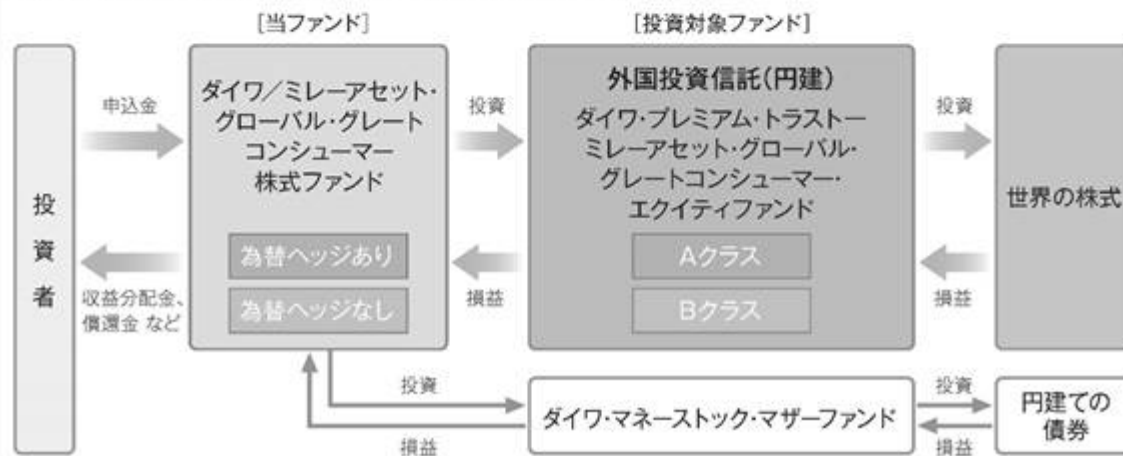 [当ファンド]
[投資対象ファンド]
投資者
申込金
収益分配金、
償還金 など
ダイワ／ミレーアセット・
グローバル・グレート
コンシューマー
株式ファンド
為替ヘッジあり
為替ヘッジなし
投資
損益
外国投資信託(円建)
ダイワ・プレミアム・トラストー
ミレーアセット・グローバル・
グレートコンシューマー・
エクイティファンド
Aクラス
Bクラス
投資
損益
世界の株式
投資
損益
ダイワ・マネーストック・マザーファンド
投資
損益
円建ての
債券